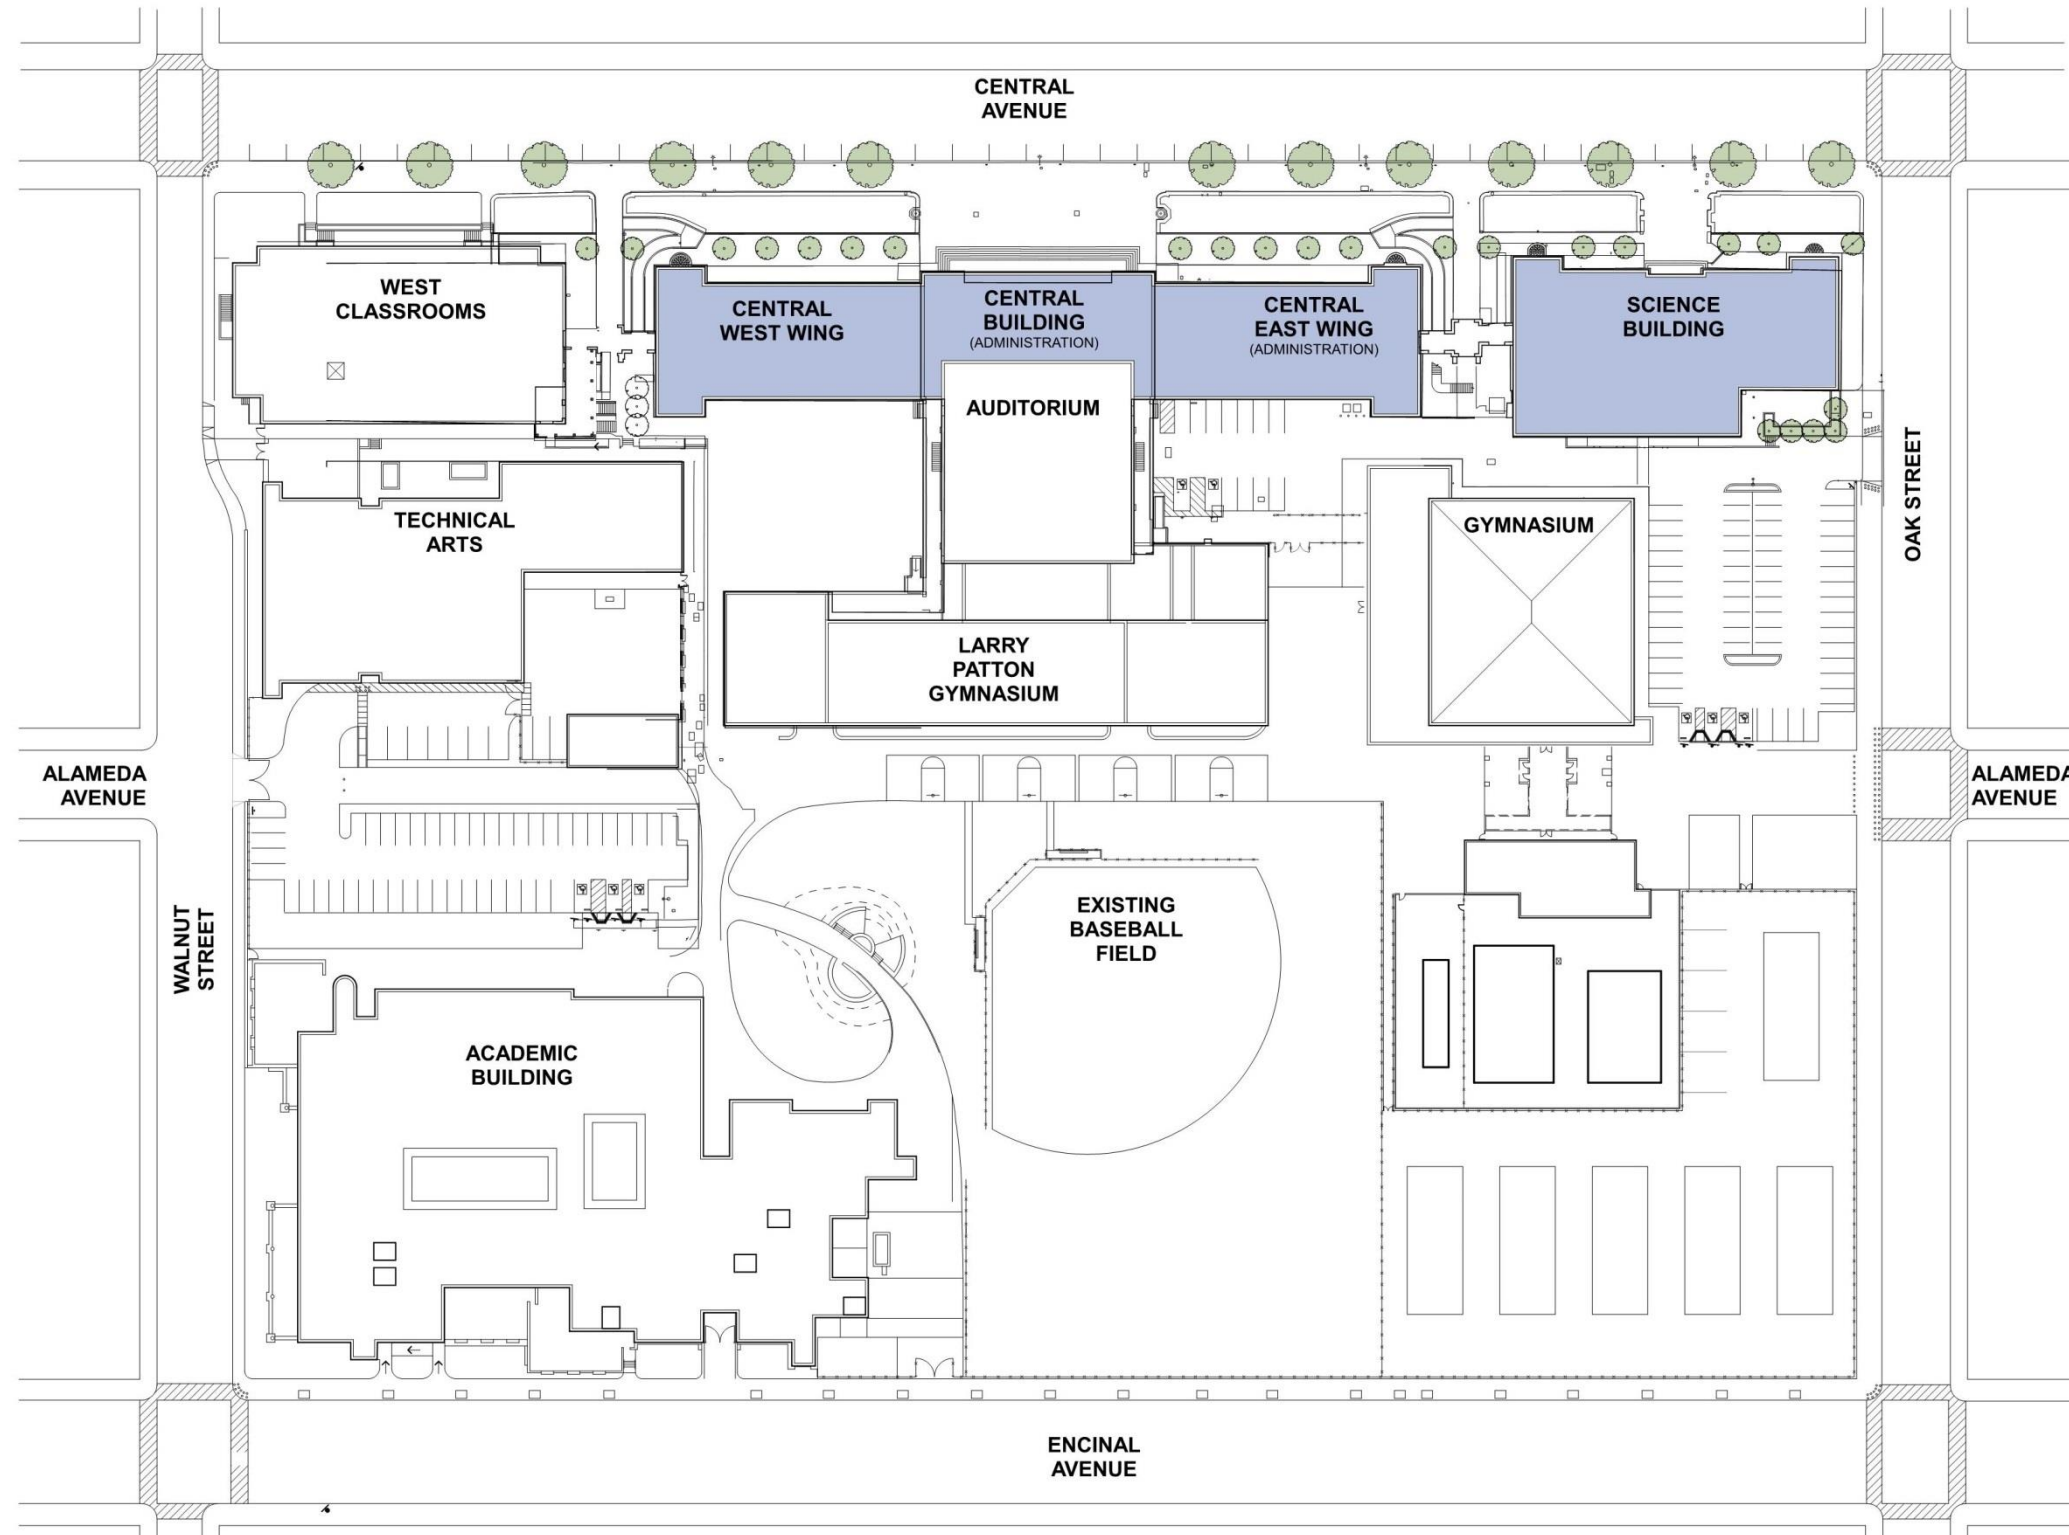 CENTRAL
AVENUE
WEST
CLASSROOMS
CENTRAL
WEST WING
CENTRAL
BUILDING
(ADMINISTRATION)
CENTRAL
EAST WING
(ADMINISTRATION)
SCIENCE
BUILDING
AUDITORIUM
TECHNICAL
ARTS
GYMNASIUM
OAK STREET
LARRY
PATTON
GYMNASIUM
ALAMEDA
AVENUE
ALAMEDA
AVENUE
EXISTING
BASEBALL
FIELD
WALNUT
STREET
ACADEMIC
BUILDING
ENCINAL
AVENUE